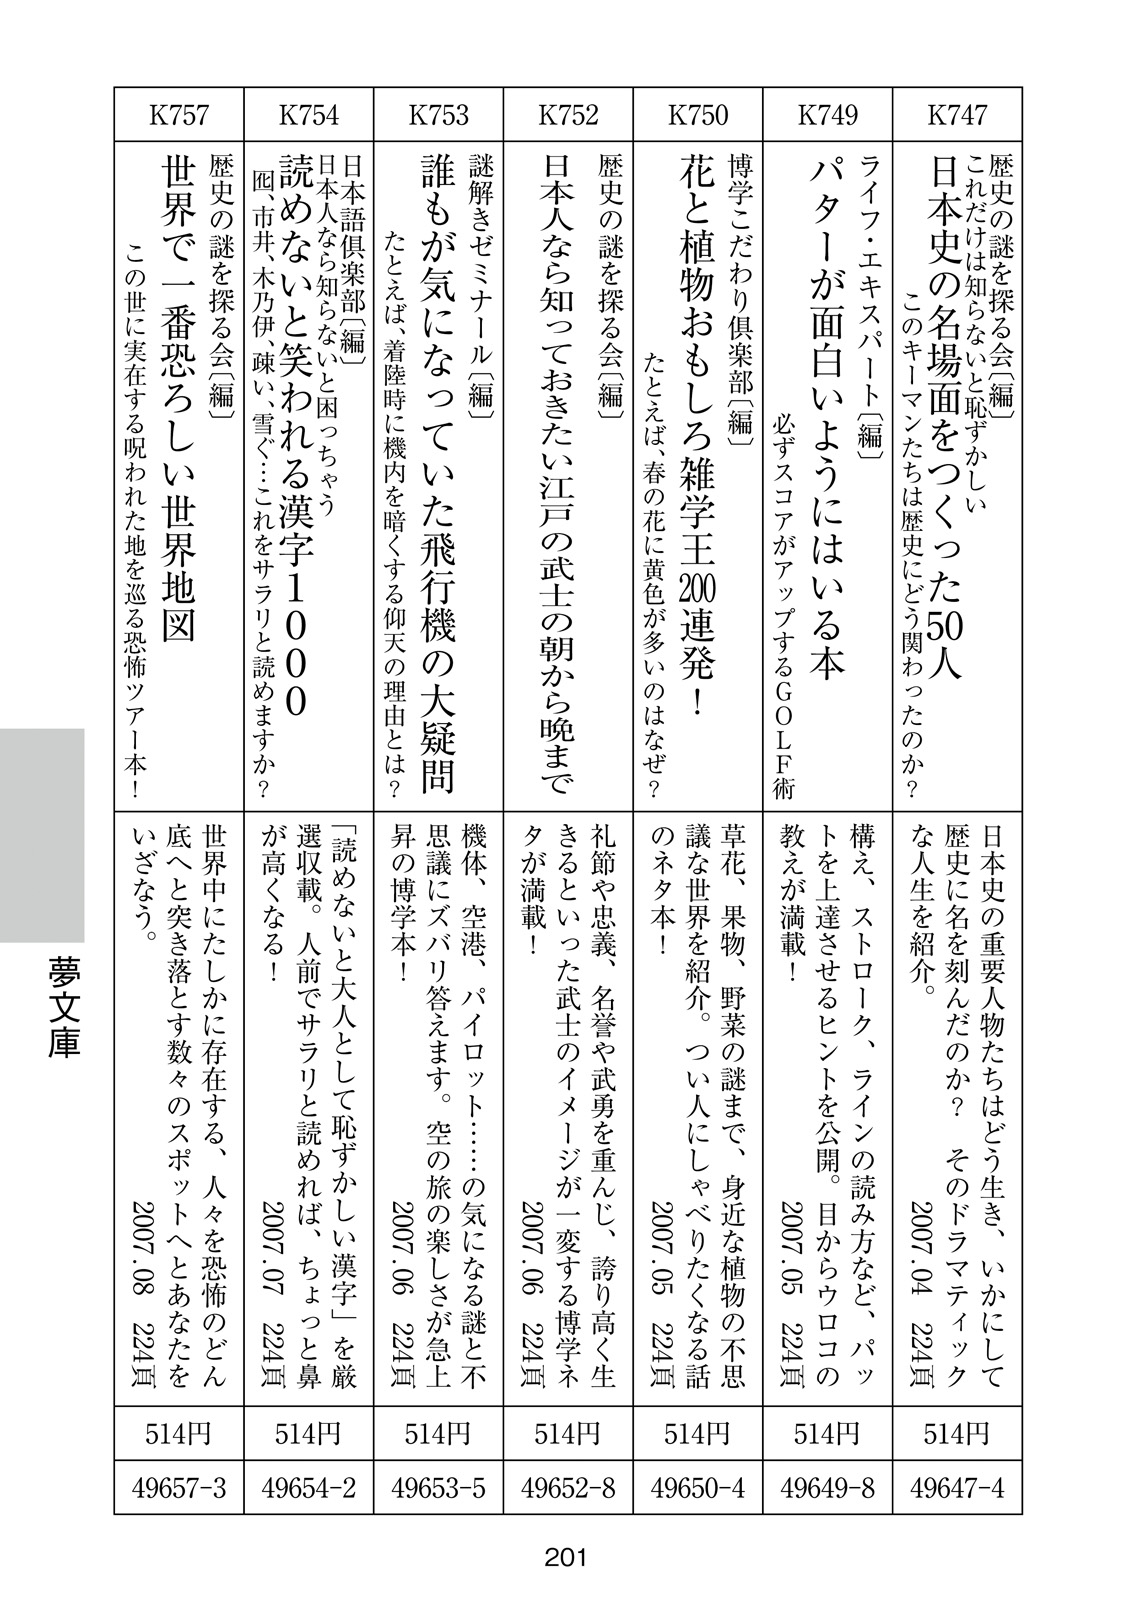 K747
歴史の謎を探る会〔編〕
これだけは知らないと恥ずかしい
日本史の名場面をつくった50人
このキーマンたちは歴史にどう関わったのか?
日本史の重要人物たちはどう生き、いかにして
歴史に名を刻んだのか? そのドラマティック
な人生を紹介。
2007.04 224頁
514円
49647-4
K749
ライフ・エキスパート〔編〕
パターが面白いようにはいる本
必ずスコアがアップするGOLF術
構え、ストローク、ラインの読み方など、パッ
トを上達させるヒントを公開。目からウロコの
教えが満載!
2007.05 224頁
514円
49649-8
K750
博学こだわり倶楽部〔編〕
花と植物おもしろ雑学王200連発!
たとえば、春の花に黄色が多いのはなぜ?
草花、果物、野菜の謎まで、身近な植物の不思
議な世界を紹介。つい人にしゃべりたくなる話
のネタ本!
2007.05 224頁
514円
49650-4
K752
歴史の謎を探る会〔編〕
日本人なら知っておきたい江戸の武士の朝から晩まで
礼節や忠義、名誉や武勇を重んじ、誇り高く生
きるといった武士のイメージが一変する博学ネ
タが満載!
2007.06 224頁
514円
49652-8
K753
謎解きゼミナール〔編〕
誰もが気になっていた飛行機の大疑問
たとえば、着陸時に機内を暗くする仰天の理由とは?
機体、空港、パイロット……の気になる謎と不
思議にズバリ答えます。空の旅の楽しさが急上
昇の博学本!
2007.06 224頁
514円
49653-5
K754
日本語倶楽部〔編〕
日本人なら知らないと困っちゃう
読めないと笑われる漢字1000
囮、市井、木乃伊、疎い、雪ぐ…これをサラリと読めますか?
「読めないと大人として恥ずかしい漢字」を厳
選収載。人前でサラリと読めれば、ちょっと鼻
が高くなる!
2007.07 224頁
514円
49654-2
K757
歴史の謎を探る会〔編〕
世界で一番恐ろしい世界地図
この世に実在する呪われた地を巡る恐怖ツアー本!
世界中にたしかに存在する、人々を恐怖のどん
底へと突き落とす数々のスポットへとあなたを
いざなう。
2007.08 224頁
514円
49657-3
夢文庫
201